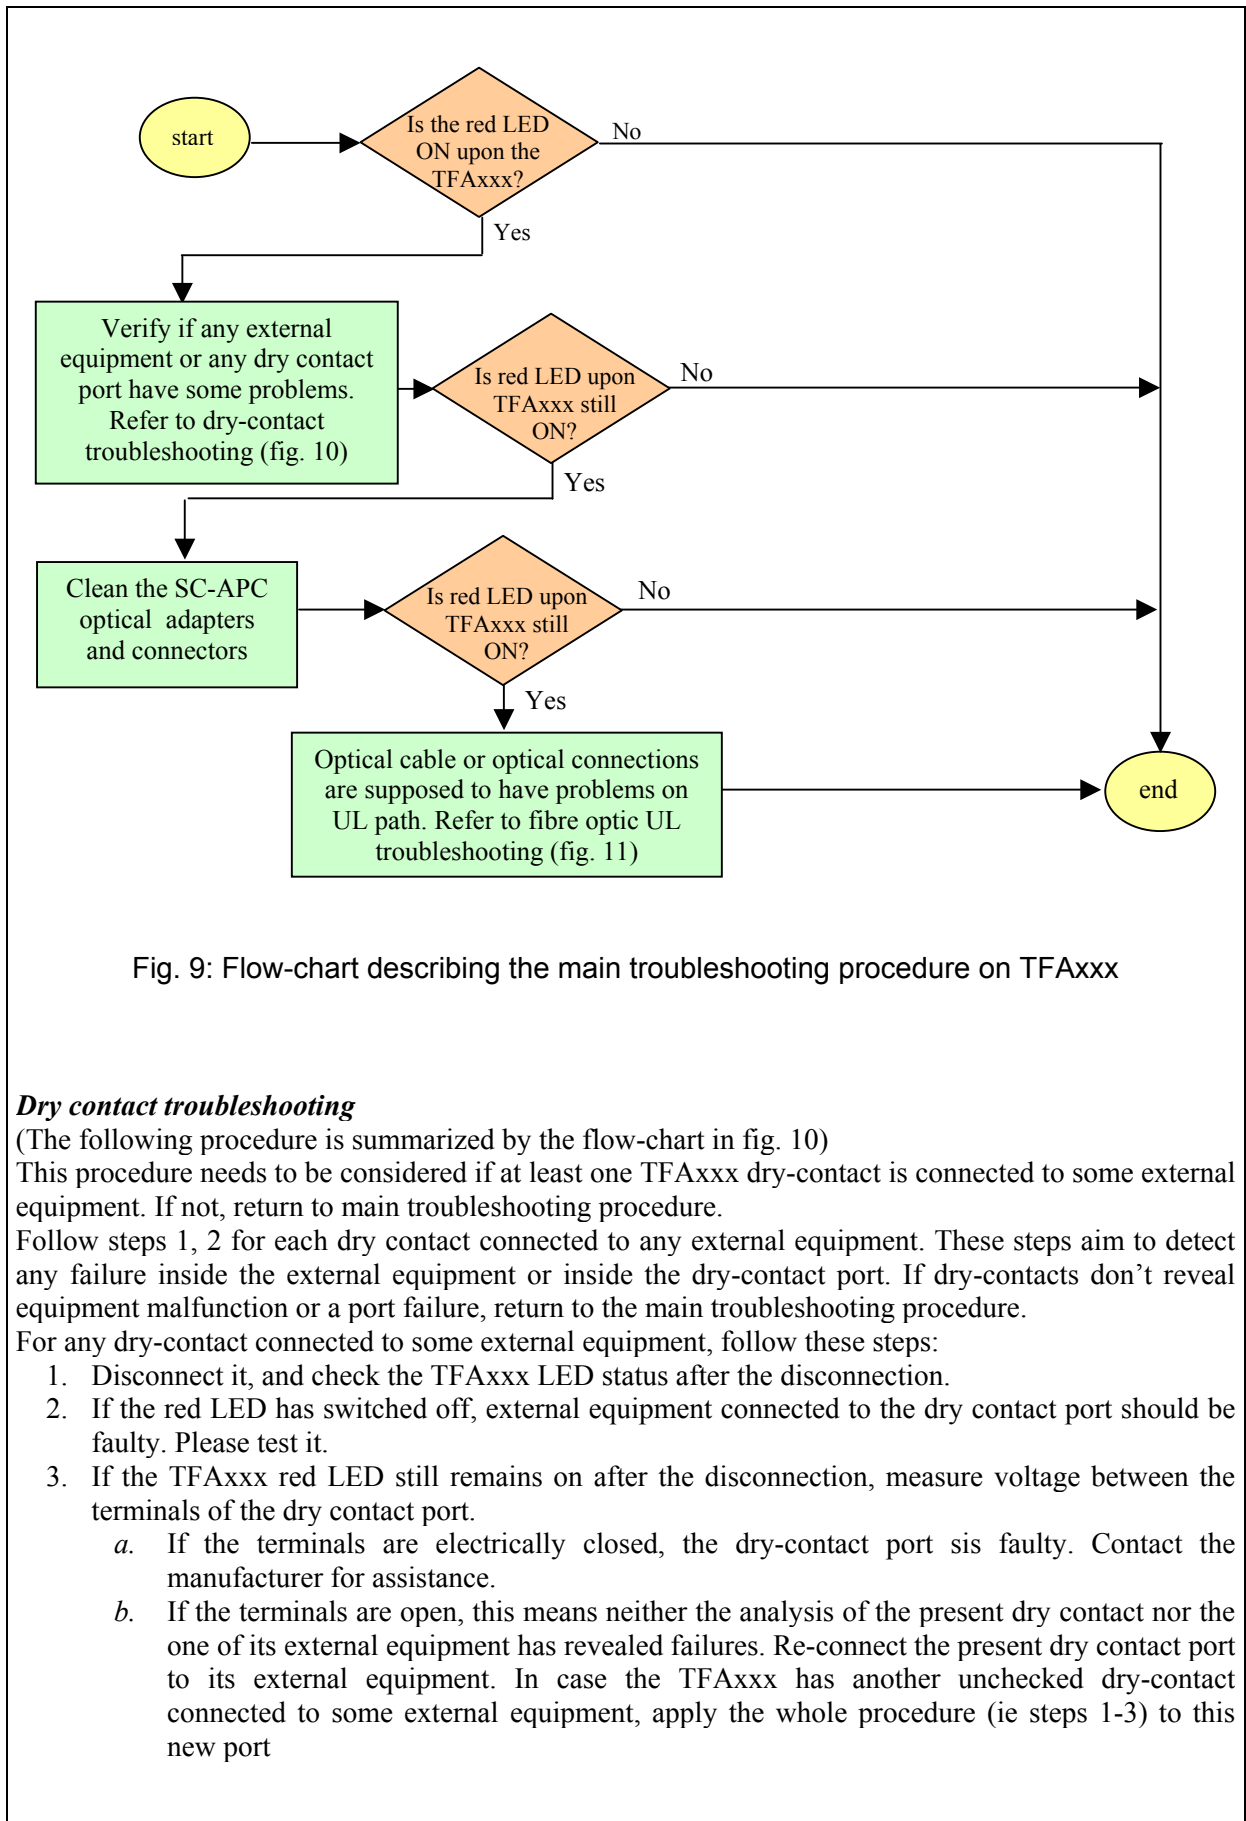 start
Is the red LED
ON upon the
TFAxxx?
No
Yes
Verify if any external
equipment or any dry contact
port have some problems.
Refer to dry-contact
troubleshooting (fig. 10)
Is red LED upon
TFAxxx still
ON?
No
Yes
Clean the SC-APC
optical adapters
and connectors
Is red LED upon
TFAxxx still
ON?
No
Yes
Optical cable or optical connections
are supposed to have problems on
UL path. Refer to fibre optic UL
troubleshooting (fig. 11)
end
Fig. 9: Flow-chart describing the main troubleshooting procedure on TFAxxx
Dry contact troubleshooting
(The following procedure is summarized by the flow-chart in fig. 10)
This procedure needs to be considered if at least one TFAxxx dry-contact is connected to some external
equipment. If not, return to main troubleshooting procedure.
Follow steps 1, 2 for each dry contact connected to any external equipment. These steps aim to detect
any failure inside the external equipment or inside the dry-contact port. If dry-contacts don’t reveal
equipment malfunction or a port failure, return to the main troubleshooting procedure.
For any dry-contact connected to some external equipment, follow these steps:
1. Disconnect it, and check the TFAxxx LED status after the disconnection.
2. If the red LED has switched off, external equipment connected to the dry contact port should be
faulty. Please test it.
3. If the TFAxxx red LED still remains on after the disconnection, measure voltage between the
terminals of the dry contact port.
a. If the terminals are electrically closed, the dry-contact port sis faulty. Contact the
manufacturer for assistance.
b. If the terminals are open, this means neither the analysis of the present dry contact nor the
one of its external equipment has revealed failures. Re-connect the present dry contact port
to its external equipment. In case the TFAxxx has another unchecked dry-contact
connected to some external equipment, apply the whole procedure (ie steps 1-3) to this
new port